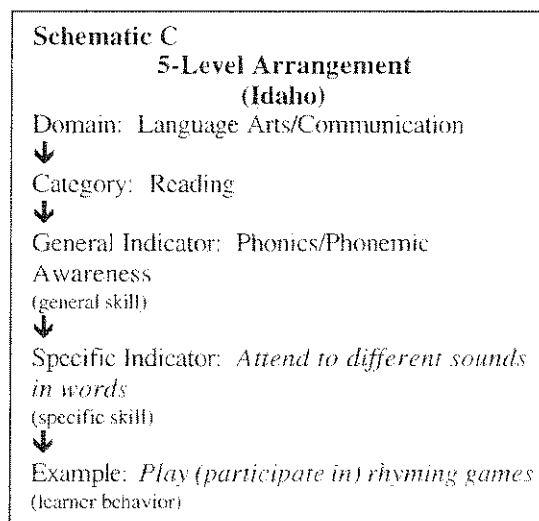 Schematic C
5-Level Arrangement
(Idaho)
Domain: Language Arts/Communication
Category: Reading
General Indicator: Phonics/Phonemic
Awareness
(general skill)
Specific Indicator: Attend to different sounds
in words
(specific skill)
Example: Play (participate in) rhyming games
(learner behavior)